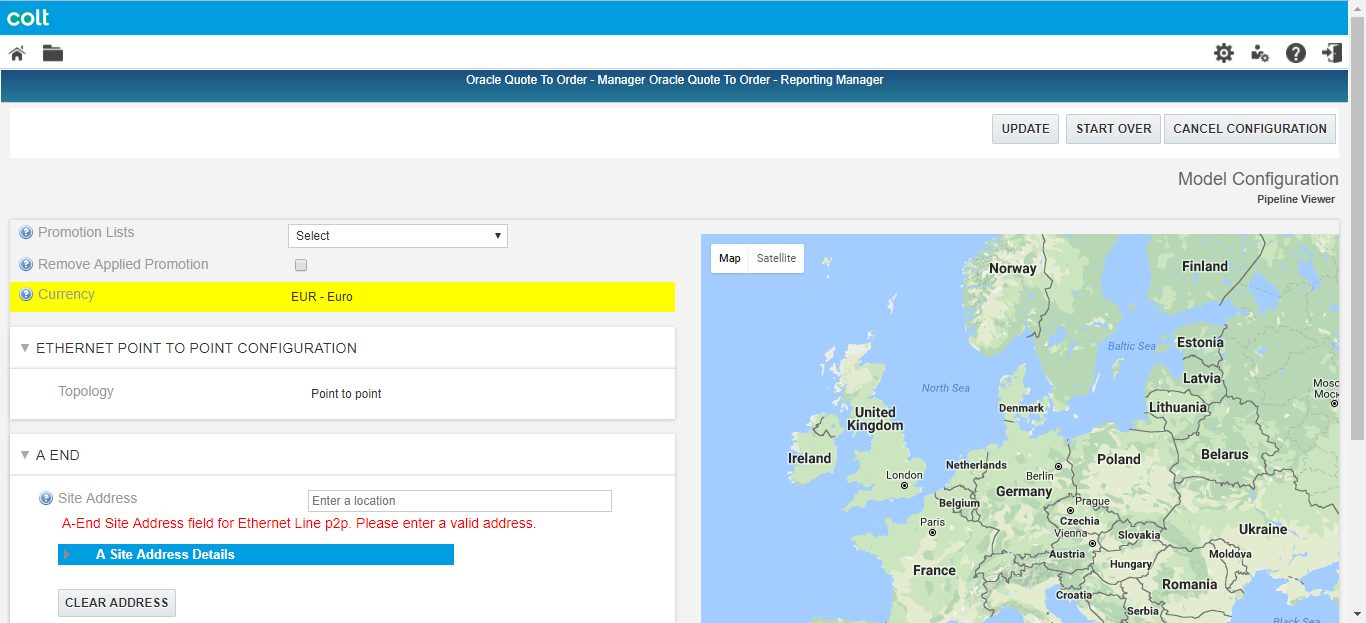 colt
Oracle Quote To Order - Manager Oracle Quote To Order - Reporting Manager
UPDATE START OVER CANCEL CONFIGURATION
Model Configuration
Pipeline Viewer
Promotion Lists Select
Remove Applied Promotion
Currency EUR - Euro
ETHERNET POINT TO POINT CONFIGURATION
Topology Point to point
A END
Site Address Enter a location
A-End Site Address field for Ethernet Line p2p. Please enter a valid address.
A Site Address Details
CLEAR ADDRESS
Map Satellite
Norway
Finland
Baltic Sea
Estonia
North Sea
Latvia
Mosc
Моск
Denmark
Lithuania
United
Kingdom
Ireland
Belarus
Poland
Netherlands
London
Berlin
Germany
Belgium
Prague
Paris
Czechia
Ukraine
Vienna
Slovakia
Austria
Moldova
Hungary
France
Romania
Croatia
Serbia
Black Sea